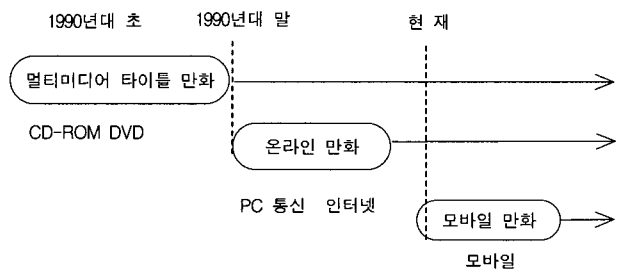 1990년대 초 1990년대 말 현 재
멀티미디어 타이틀 만화
CD-ROM DVD
온라인 만화
PC 통신 인터넷
모바일 만화
모바일